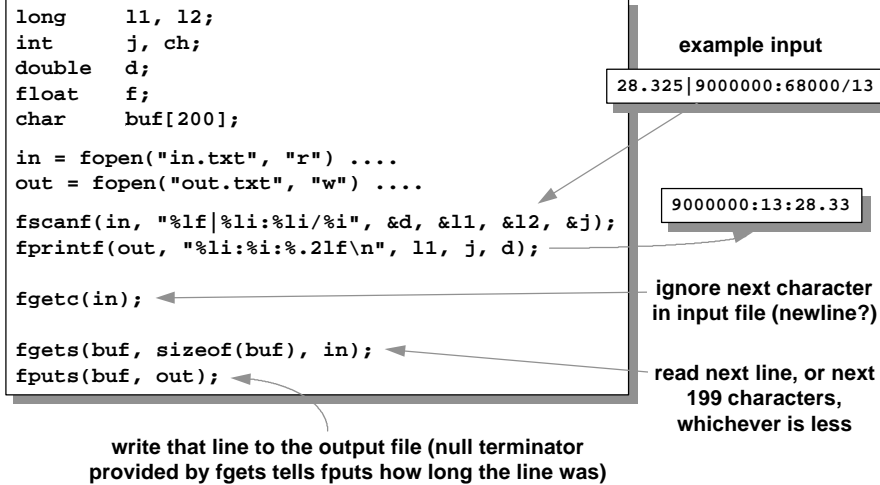 long l1, l2;
int j, ch;
double d;
float f;
char buf[200];
in = fopen("in.txt", "r") ....
out = fopen("out.txt", "w") ....
fscanf(in, "%lf|%li:%li/%i", &d, &l1, &l2, &j);
fprintf(out, "%li:%i:%.2lf\n", l1, j, d);
fgetc(in);
fgets(buf, sizeof(buf), in);
fputs(buf, out);
example input
28.325|9000000:68000/13
9000000:13:28.33
ignore next character
in input file (newline?)
read next line, or next
199 characters,
whichever is less
write that line to the output file (null terminator
provided by fgets tells fputs how long the line was)